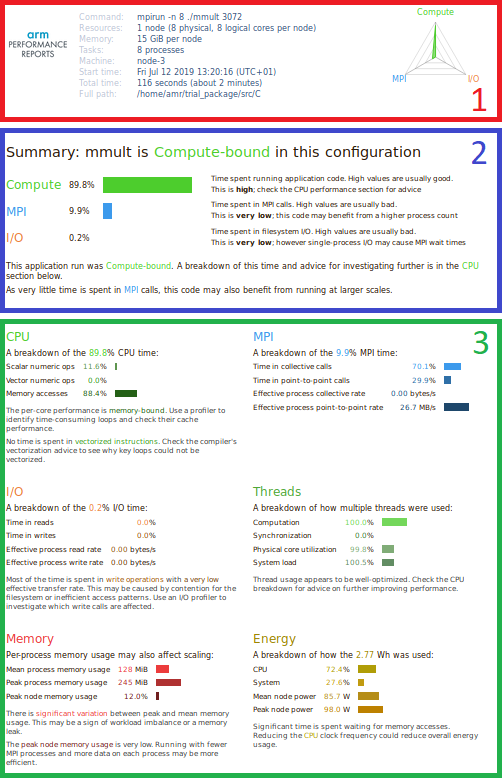 arm
PERFORMANCE
REPORTS
Command: mpirun -n 8 ./mmult 3072
Resources: 1 node (8 physical, 8 logical cores per node)
Memory: 15 GiB per node
Tasks: 8 processes
Machine: node-3
Start time: Fri Jul 12 2019 13:20:16 (UTC+01)
Total time: 116 seconds (about 2 minutes)
Full path: /home/amr/trial_package/src/C
Compute
MPI
I/O
1
Summary: mmult is Compute-bound in this configuration
2
Compute 89.8%
Time spent running application code. High values are usually good.
This is high; check the CPU performance section for advice
MPI 9.9%
Time spent in MPI calls. High values are usually bad.
This is very low; this code may benefit from a higher process count
I/O 0.2%
Time spent in filesystem I/O. High values are usually bad.
This is very low; however single-process I/O may cause MPI wait times
This application run was Compute-bound. A breakdown of this time and advice for investigating further is in the CPU
section below.
As very little time is spent in MPI calls, this code may also benefit from running at larger scales.
3
CPU
A breakdown of the 89.8% CPU time:
Scalar numeric ops 11.6%
Vector numeric ops 0.0%
Memory accesses 88.4%
The per-core performance is memory-bound. Use a profiler to
identify time-consuming loops and check their cache
performance.
No time is spent in vectorized instructions. Check the compiler's
vectorization advice to see why key loops could not be
vectorized.
MPI
A breakdown of the 9.9% MPI time:
Time in collective calls 70.1%
Time in point-to-point calls 29.9%
Effective process collective rate 0.00 bytes/s
Effective process point-to-point rate 26.7 MB/s
I/O
A breakdown of the 0.2% I/O time:
Time in reads 0.0%
Time in writes 0.0%
Effective process read rate 0.00 bytes/s
Effective process write rate 0.00 bytes/s
Most of the time is spent in write operations with a very low
effective transfer rate. This may be caused by contention for the
filesystem or inefficient access patterns. Use an I/O profiler to
investigate which write calls are affected.
Threads
A breakdown of how multiple threads were used:
Computation 100.0%
Synchronization 0.0%
Physical core utilization 99.8%
System load 100.5%
Thread usage appears to be well-optimized. Check the CPU
breakdown for advice on further improving performance.
Memory
Per-process memory usage may also affect scaling:
Mean process memory usage 128 MiB
Peak process memory usage 245 MiB
Peak node memory usage 12.0%
There is significant variation between peak and mean memory
usage. This may be a sign of workload imbalance or a memory
leak.
The peak node memory usage is very low. Running with fewer
MPI processes and more data on each process may be more
efficient.
Energy
A breakdown of how the 2.77 Wh was used:
CPU 72.4%
System 27.6%
Mean node power 85.7 W
Peak node power 98.0 W
Significant time is spent waiting for memory accesses.
Reducing the CPU clock frequency could reduce overall energy
usage.